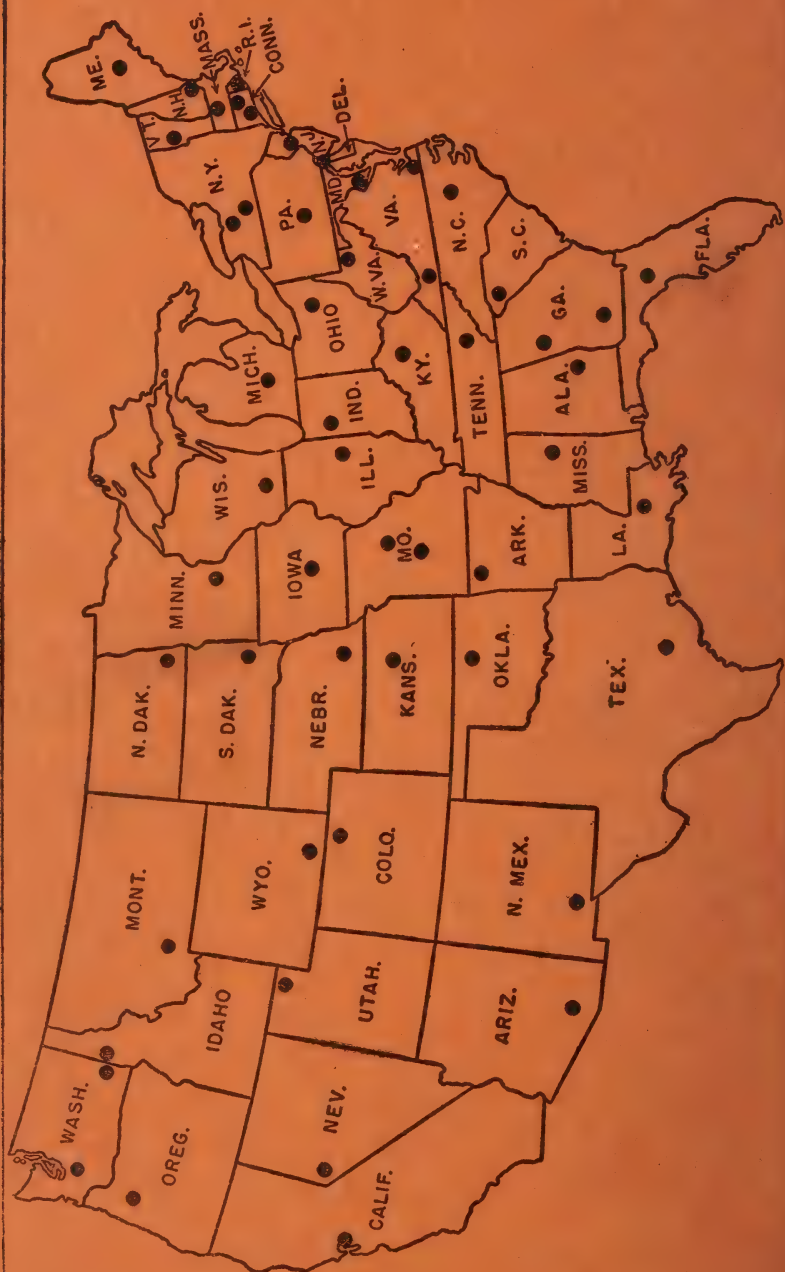 WASH.
OREG.
CALIF.
NEV.
IDAHO
MONT.
WYO.
UTAH.
ARIZ.
COLO.
N. MEX.
N. DAK.
S. DAK.
NEBR.
KANS.
OKLA.
TEX.
MINN.
IOWA
MO.
ARK.
LA.
WIS.
ILL.
MICH.
IND.
OHIO
KY.
TENN.
MISS.
ALA.
GA.
FLA.
S.C.
N.C.
VA.
W.VA.
MD.
DEL.
N.J.
PA.
N.Y.
VT.
N.H.
ME.
MASS.
R.I.
CONN.